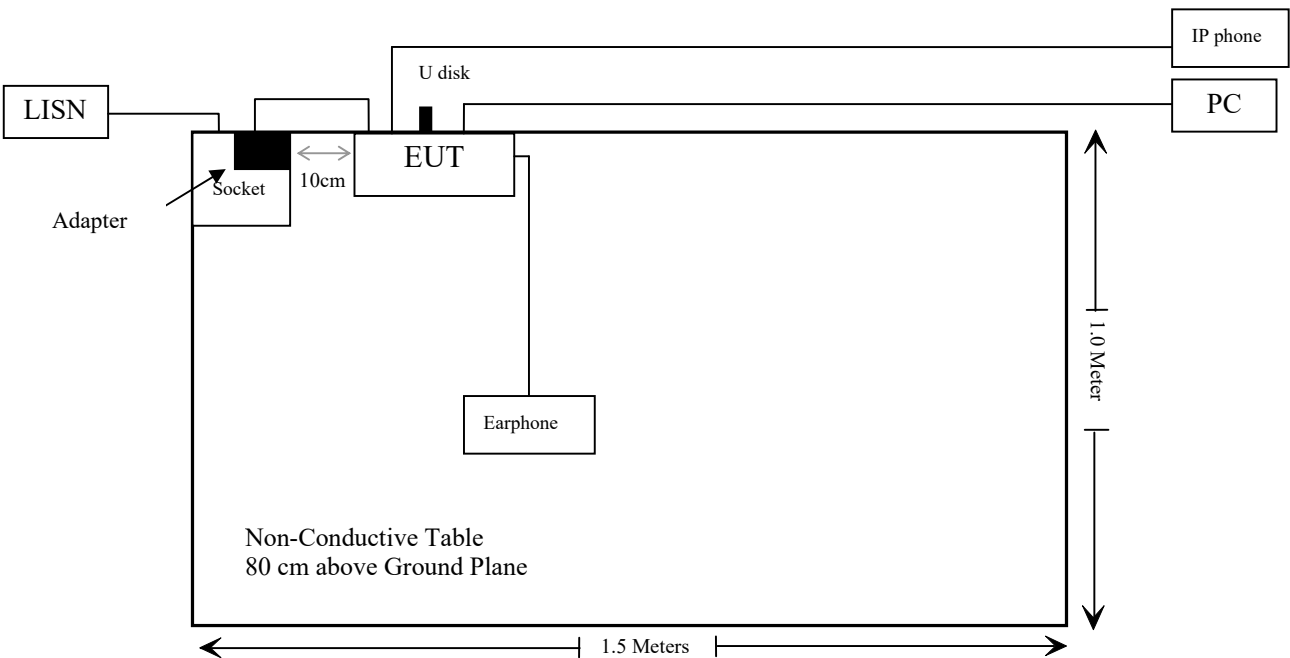 IP phone
U disk
LISN
PC
EUT
10cm
Socket
Adapter
1.0 Meter
Earphone
Non-Conductive Table
80 cm above Ground Plane
1.5 Meters